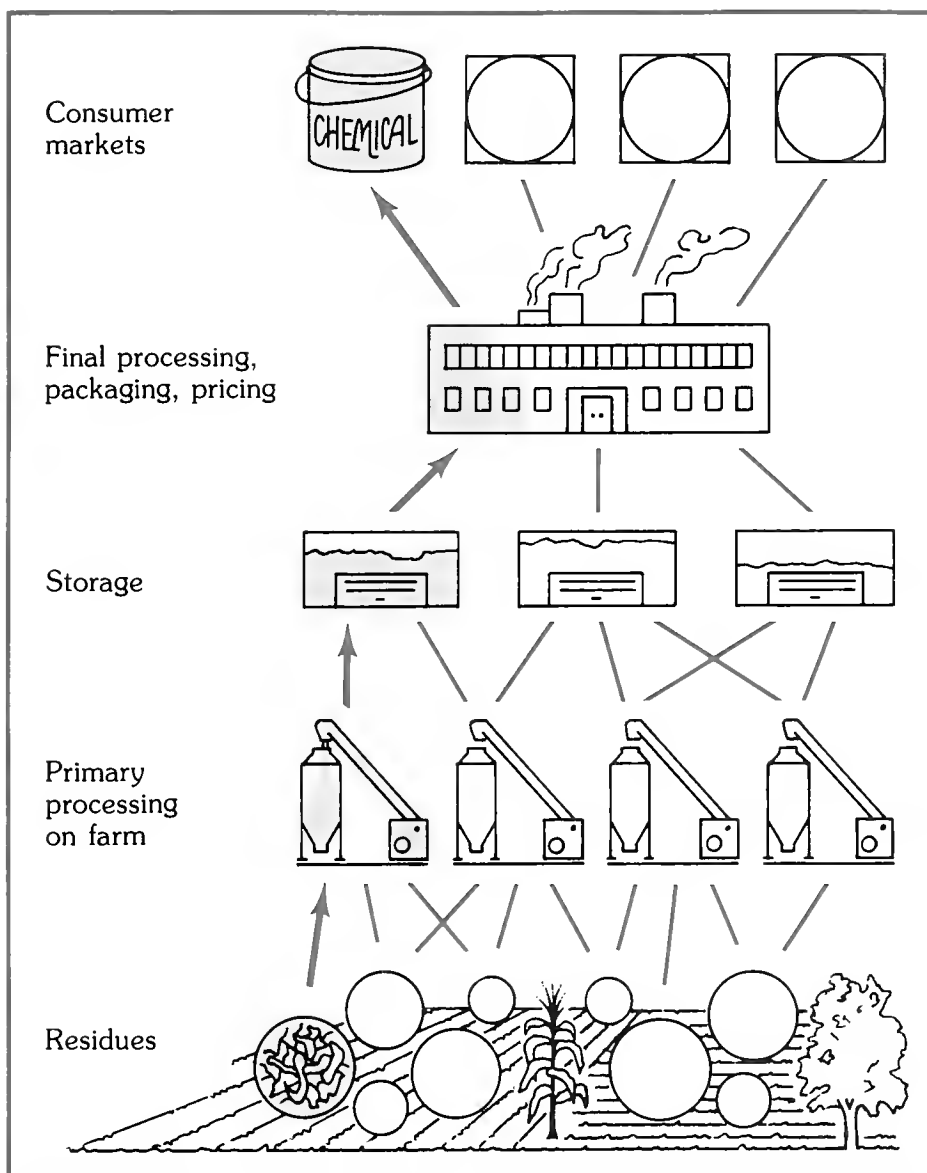 Consumer
markets
CHEMICAL
Final processing,
packaging, pricing
Storage
Primary
processing
on farm
Residues